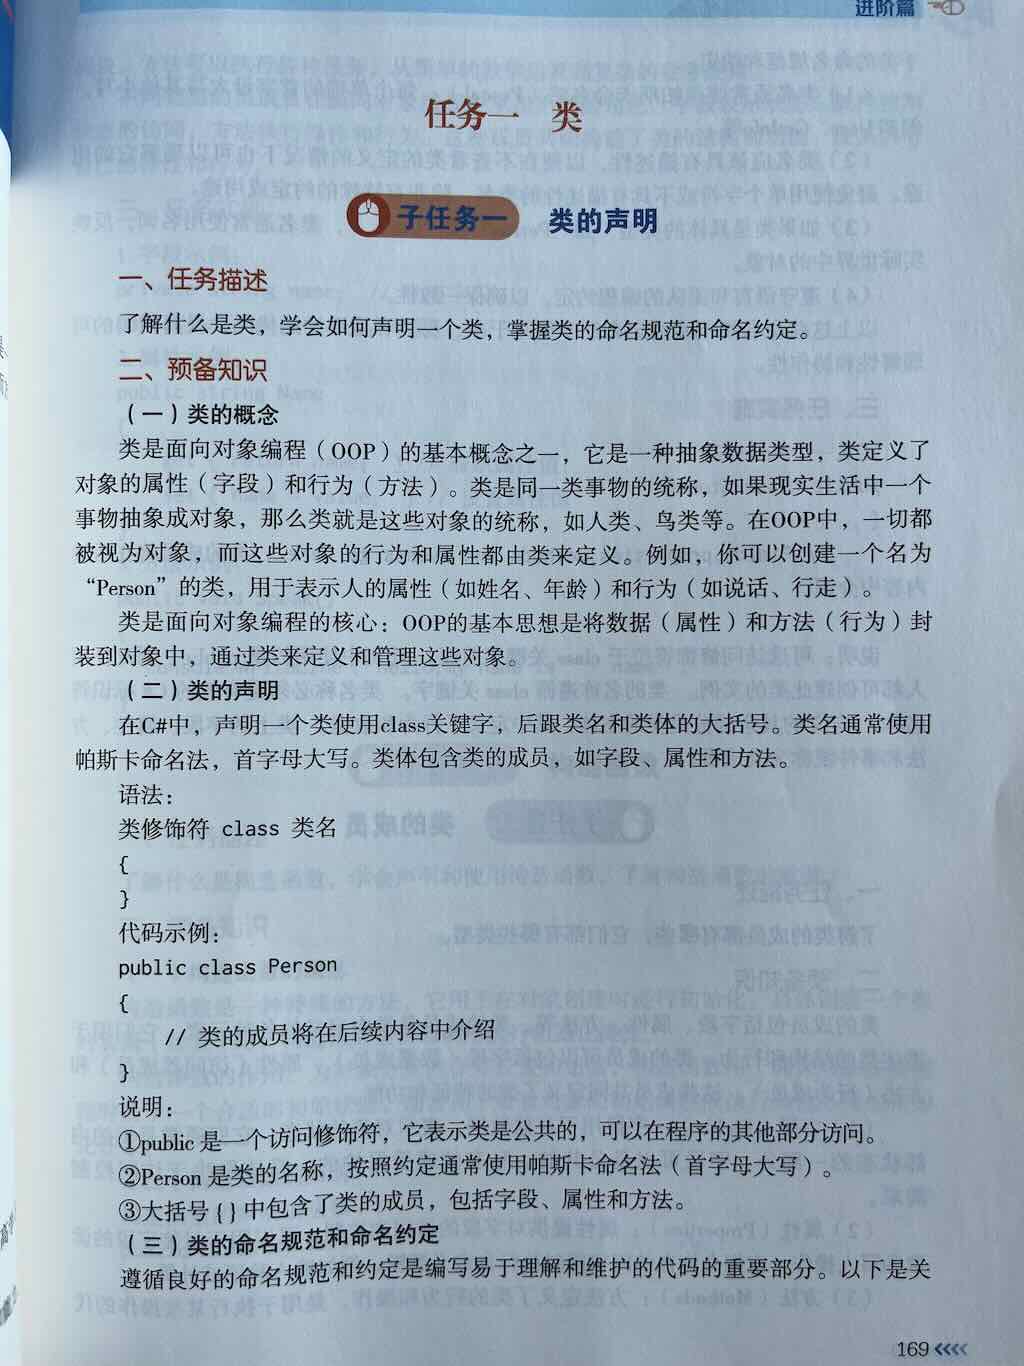 进阶篇
任务一 类
子任务一 类的声明
一、任务描述
了解什么是类，学会如何声明一个类，掌握类的命名规范和命名约定。
二、预备知识
（一）类的概念
类是面向对象编程（OOP）的基本概念之一，它是一种抽象数据类型，类定义了
对象的属性（字段）和行为（方法）。类是同一类事物的统称，如果现实生活中一个
事物抽象成对象，那么类就是这些对象的统称，如人类、鸟类等。在OOP中，一切都
被视为对象，而这些对象的行为和属性都由类来定义。例如，你可以创建一个名为
“Person”的类，用于表示人的属性（如姓名、年龄）和行为（如说话、行走）。
类是面向对象编程的核心：OOP的基本思想是将数据（属性）和方法（行为）封
装到对象中，通过类来定义和管理这些对象。
（二）类的声明
在C#中，声明一个类使用class关键字，后跟类名和类体的大括号。类名通常使用
帕斯卡命名法，首字母大写。类体包含类的成员，如字段、属性和方法。
语法：
类修饰符 class 类名
{
}
代码示例：
public class Person
{
// 类的成员将在后续内容中介绍
}
说明：
①public 是一个访问修饰符，它表示类是公共的，可以在程序的其他部分访问。
②Person 是类的名称，按照约定通常使用帕斯卡命名法（首字母大写）。
③大括号 { } 中包含了类的成员，包括字段、属性和方法。
（三）类的命名规范和命名约定
遵循良好的命名规范和约定是编写易于理解和维护的代码的重要部分。以下是关
169